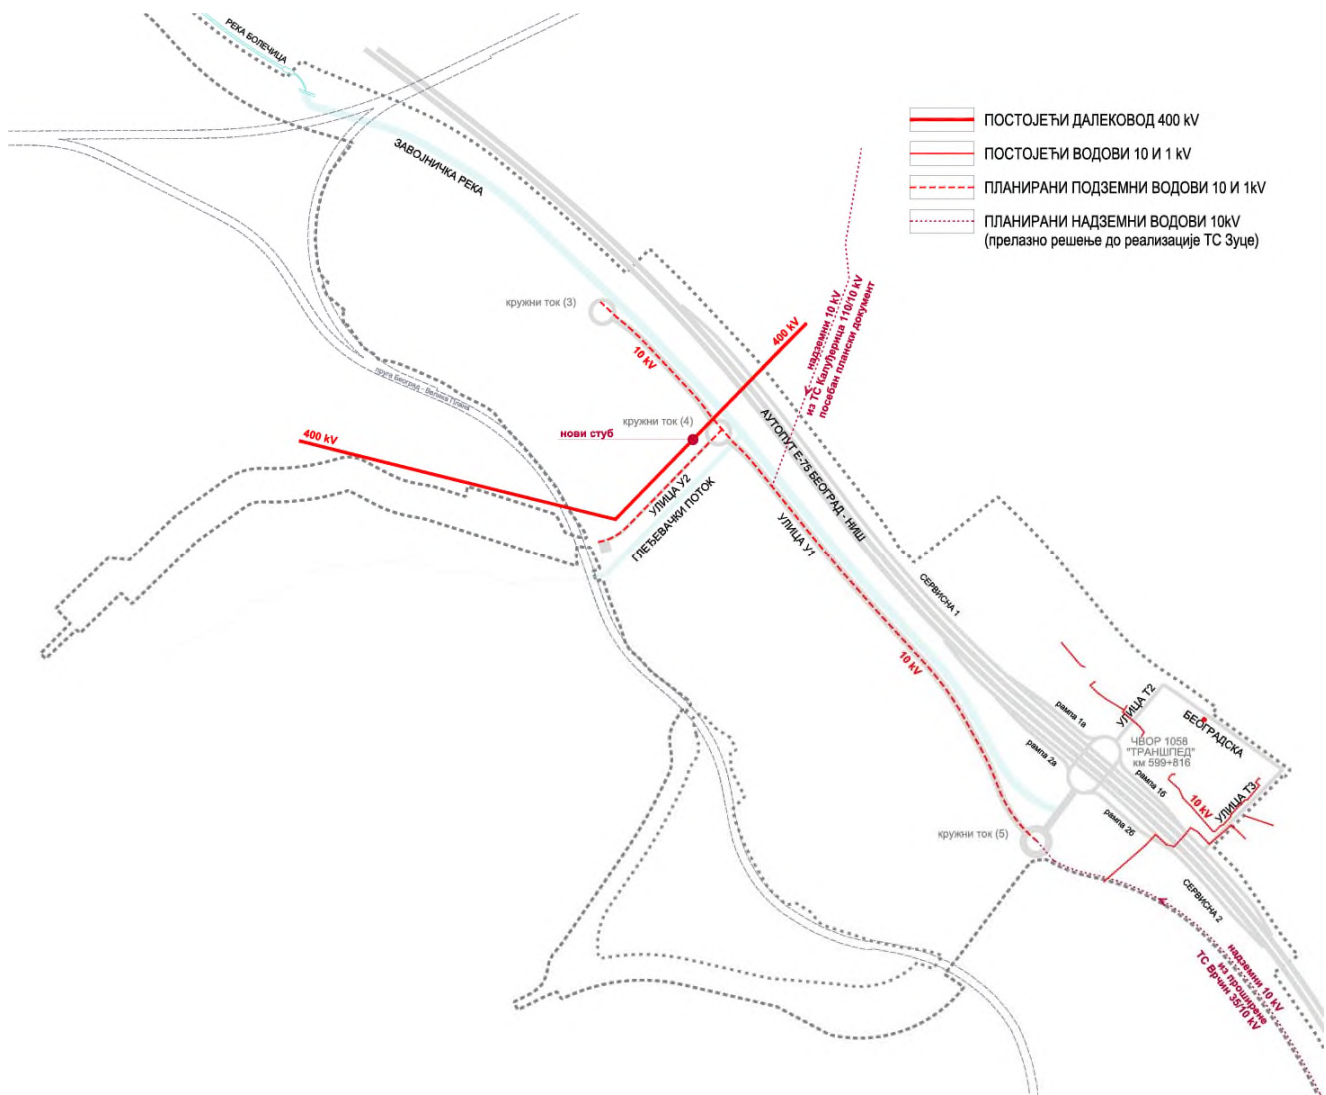 РЕКА БОЛЕЧИЦА
ЗАВОЈНИЧКА РЕКА
ПОСТОЈЕЋИ ДАЛЕКОВОД 400 kV
ПОСТОЈЕЋИ ВОДОВИ 10 И 1 kV
ПЛАНИРАНИ ПОДЗЕМНИ ВОДОВИ 10 И 1kV
ПЛАНИРАНИ НАДЗЕМНИ ВОДОВИ 10kV
(прелазно решење до реализације ТС Зуце)
кружни ток (3)
10 kV
400 kV
надземни 10 kV
из ТС Калуђерица 110/10 kV
посебан плански документ
пруга Београд - Велика Плана
кружни ток (4)
нови стуб
400 kV
УЛИЦА У2
ГЛЕЂЕВАЧКИ ПОТОК
АУТОПУТ Е-75 БЕОГРАД - НИШ
УЛИЦА У1
СЕРВИСНА 1
10 kV
рампа 1а
рампа 2а
УЛИЦА Т2
БЕОГРАДСКА
ЧВОР 1058
"ТРАНШПЕД"
км 599+816
рампа 1б
10 kV
УЛИЦА Т3
рампа 2б
кружни ток (5)
СЕРВИСНА 2
надземни 10 kV
из проширене
ТС Врчин 35/10 kV